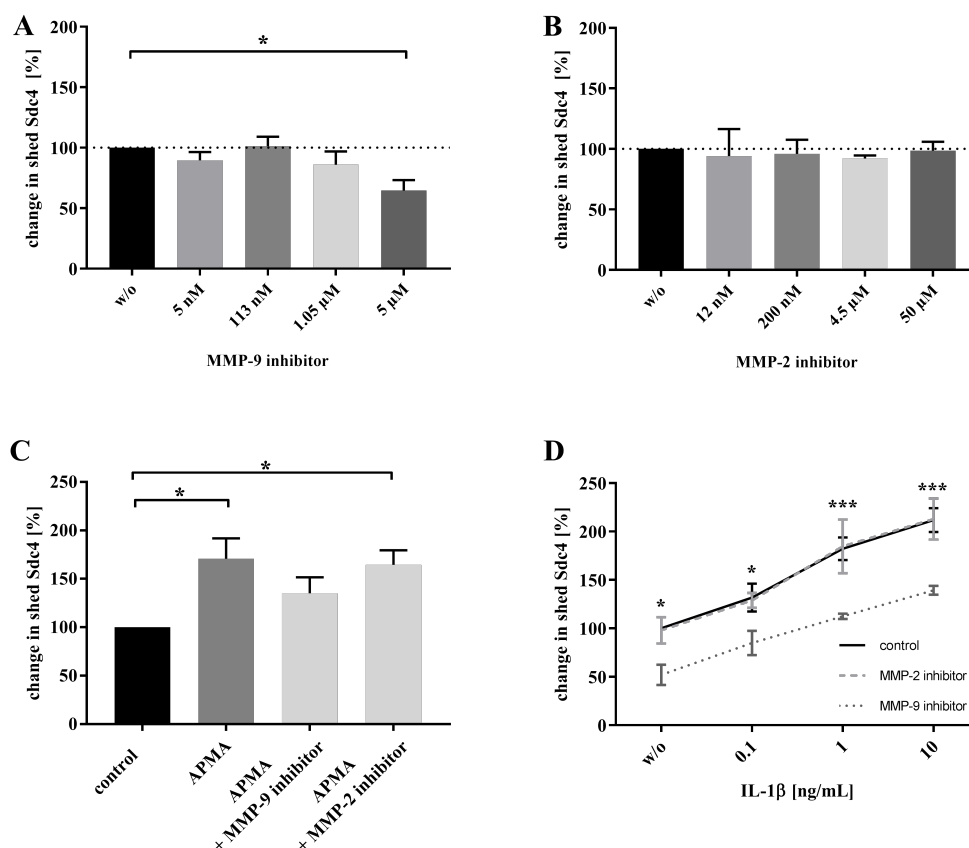 A
change in shed Sdc4 [%]
200
150
100
50
0
*
w/o
5 nM
113 nM
1.05 µM
5 µM
MMP-9 inhibitor
B
change in shed Sdc4 [%]
200
150
100
50
0
w/o
12 nM
200 nM
4.5 µM
50 µM
MMP-2 inhibitor
C
change in shed Sdc4 [%]
250
200
150
100
50
0
*
*
control
APMA
APMA
+ MMP-9 inhibitor
APMA
+ MMP-2 inhibitor
D
change in shed Sdc4 [%]
250
200
150
100
50
0
*
*
***
***
control
MMP-2 inhibitor
MMP-9 inhibitor
w/o
0.1
1
10
IL-1β [ng/mL]